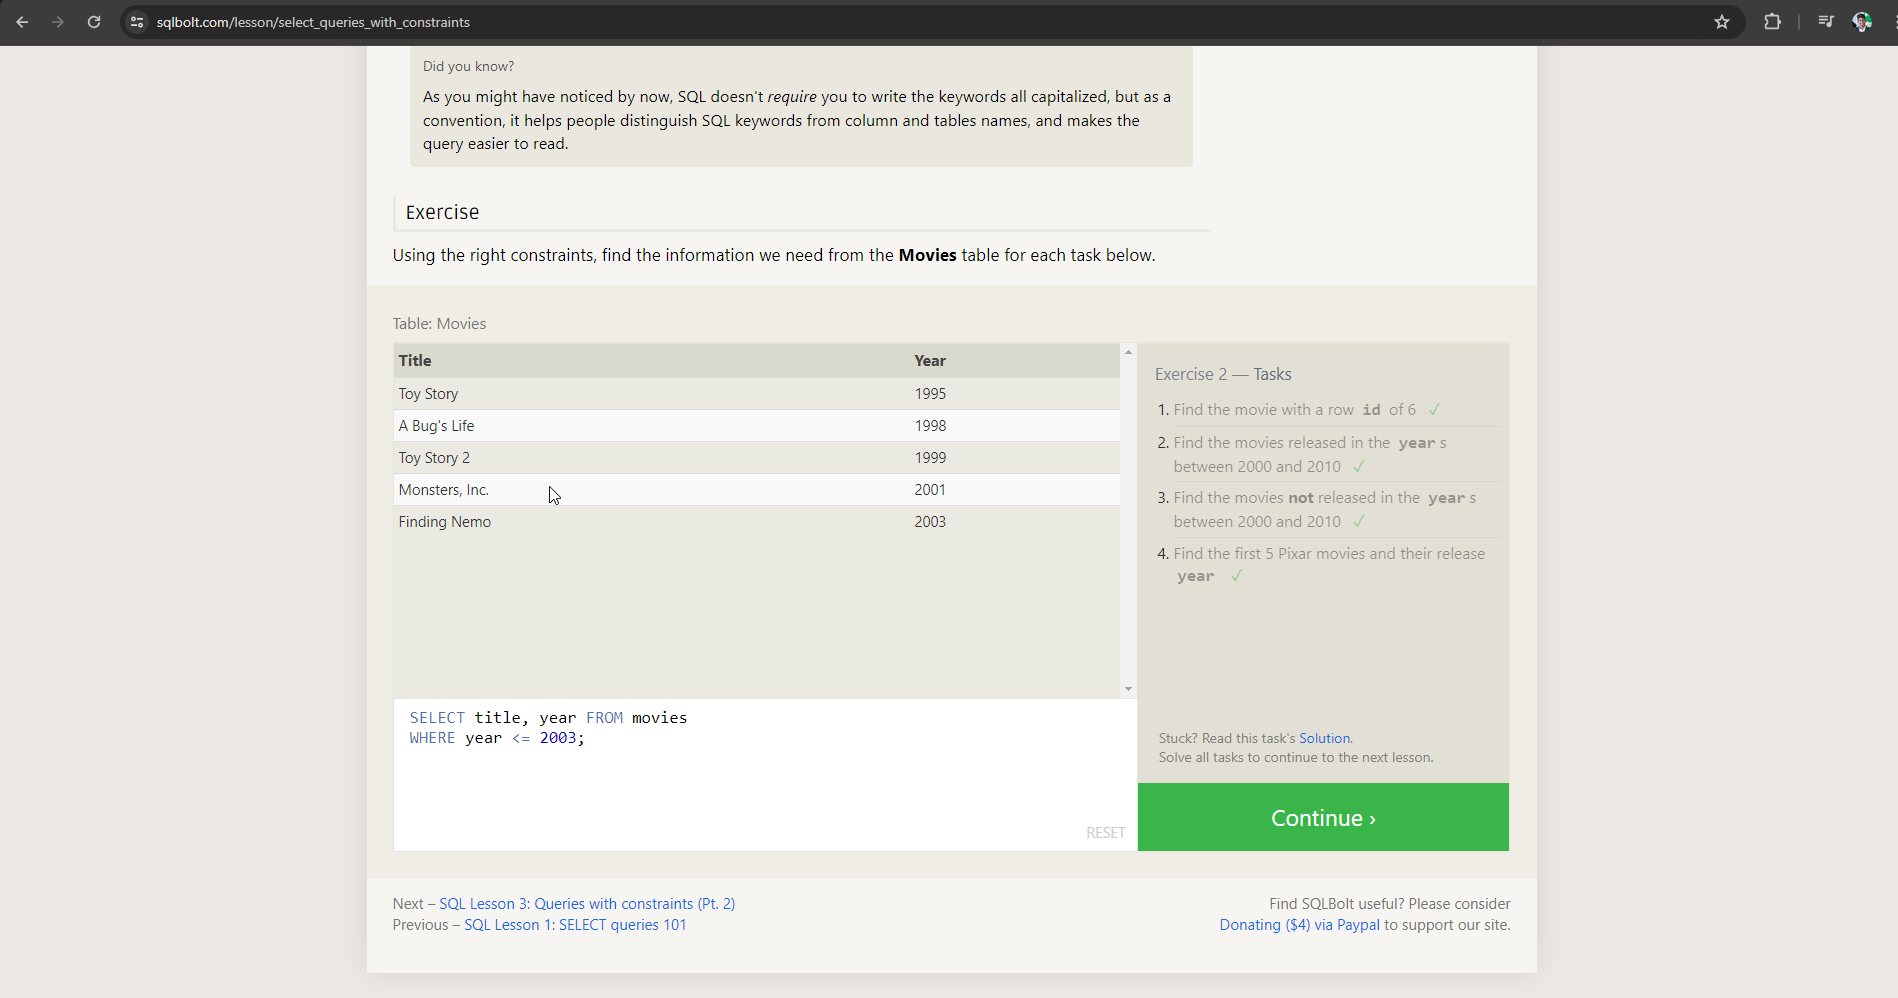 sqlbolt.com/lesson/select_queries_with_constraints
Did you know?
As you might have noticed by now, SQL doesn't require you to write the keywords all capitalized, but as a
convention, it helps people distinguish SQL keywords from column and tables names, and makes the
query easier to read.
Exercise
Using the right constraints, find the information we need from the Movies table for each task below.
Table: Movies
Title Year
Toy Story 1995
A Bug's Life 1998
Toy Story 2 1999
Monsters, Inc. 2001
Finding Nemo 2003
SELECT title, year FROM movies
WHERE year <= 2003;
RESET
Exercise 2 — Tasks
1. Find the movie with a row id of 6 ✓
2. Find the movies released in the year s
between 2000 and 2010 ✓
3. Find the movies not released in the year s
between 2000 and 2010 ✓
4. Find the first 5 Pixar movies and their release
year ✓
Stuck? Read this task's Solution.
Solve all tasks to continue to the next lesson.
Continue ›
Next – SQL Lesson 3: Queries with constraints (Pt. 2)
Previous – SQL Lesson 1: SELECT queries 101
Find SQLBolt useful? Please consider
Donating ($4) via Paypal to support our site.